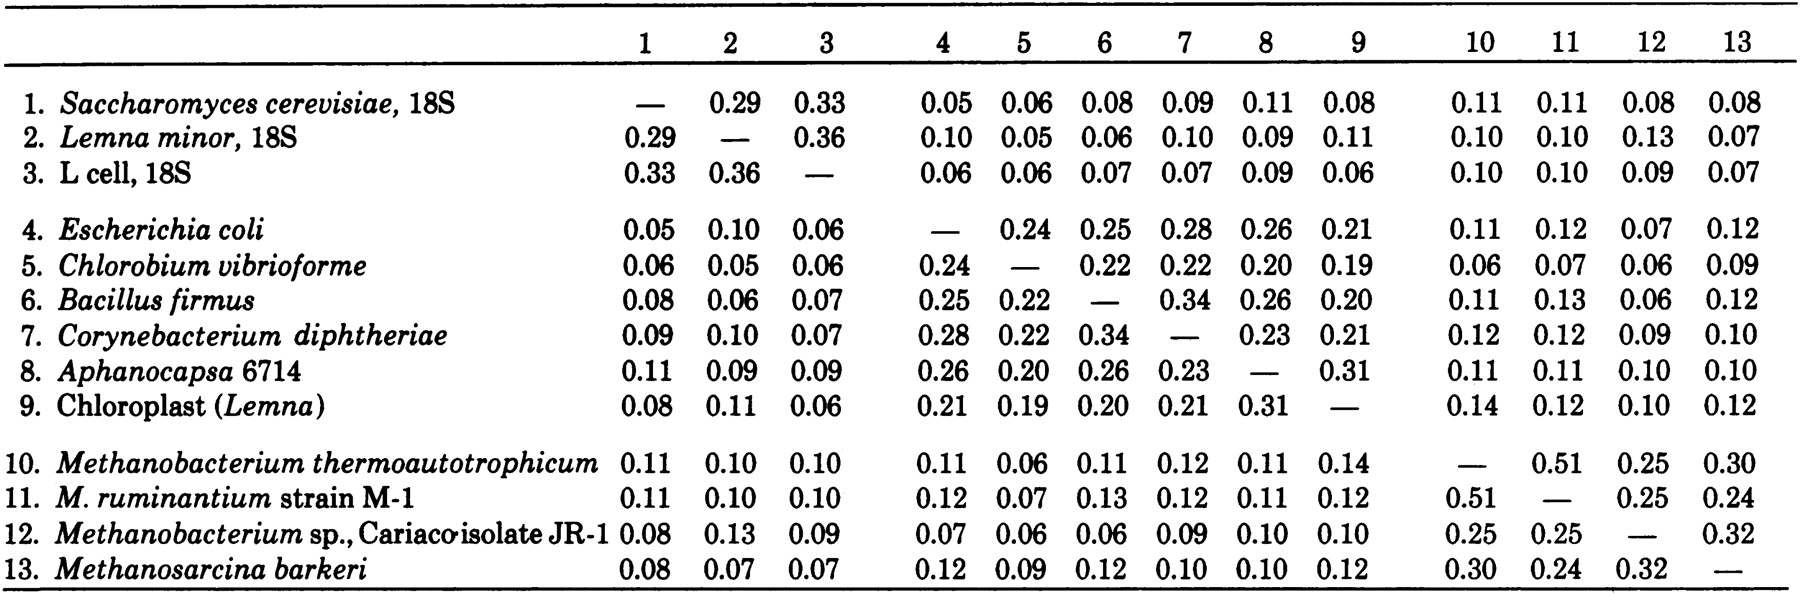 1 2 3 4 5 6 7 8 9 10 11 12 13
1. Saccharomyces cerevisiae, 18S — 0.29 0.33 0.05 0.06 0.08 0.09 0.11 0.08 0.11 0.11 0.08 0.08
2. Lemna minor, 18S 0.29 — 0.36 0.10 0.05 0.06 0.10 0.09 0.11 0.10 0.10 0.13 0.07
3. L cell, 18S 0.33 0.36 — 0.06 0.06 0.07 0.07 0.09 0.06 0.10 0.10 0.09 0.07
4. Escherichia coli 0.05 0.10 0.06 — 0.24 0.25 0.28 0.26 0.21 0.11 0.12 0.07 0.12
5. Chlorobium vibrioforme 0.06 0.05 0.06 0.24 — 0.22 0.22 0.20 0.19 0.06 0.07 0.06 0.09
6. Bacillus firmus 0.08 0.06 0.07 0.25 0.22 — 0.34 0.26 0.20 0.11 0.13 0.06 0.12
7. Corynebacterium diphtheriae 0.09 0.10 0.07 0.28 0.22 0.34 — 0.23 0.21 0.12 0.12 0.09 0.10
8. Aphanocapsa 6714 0.11 0.09 0.09 0.26 0.20 0.26 0.23 — 0.31 0.11 0.11 0.10 0.10
9. Chloroplast (Lemna) 0.08 0.11 0.06 0.21 0.19 0.20 0.21 0.31 — 0.14 0.12 0.10 0.12
10. Methanobacterium thermoautotrophicum 0.11 0.10 0.10 0.11 0.06 0.11 0.12 0.11 0.14 — 0.51 0.25 0.30
11. M. ruminantium strain M-1 0.11 0.10 0.10 0.12 0.07 0.13 0.12 0.11 0.12 0.51 — 0.25 0.24
12. Methanobacterium sp., Cariaco isolate JR-1 0.08 0.13 0.09 0.07 0.06 0.06 0.09 0.10 0.10 0.25 0.25 — 0.32
13. Methanosarcina barkeri 0.08 0.07 0.07 0.12 0.09 0.12 0.10 0.10 0.12 0.30 0.24 0.32 —